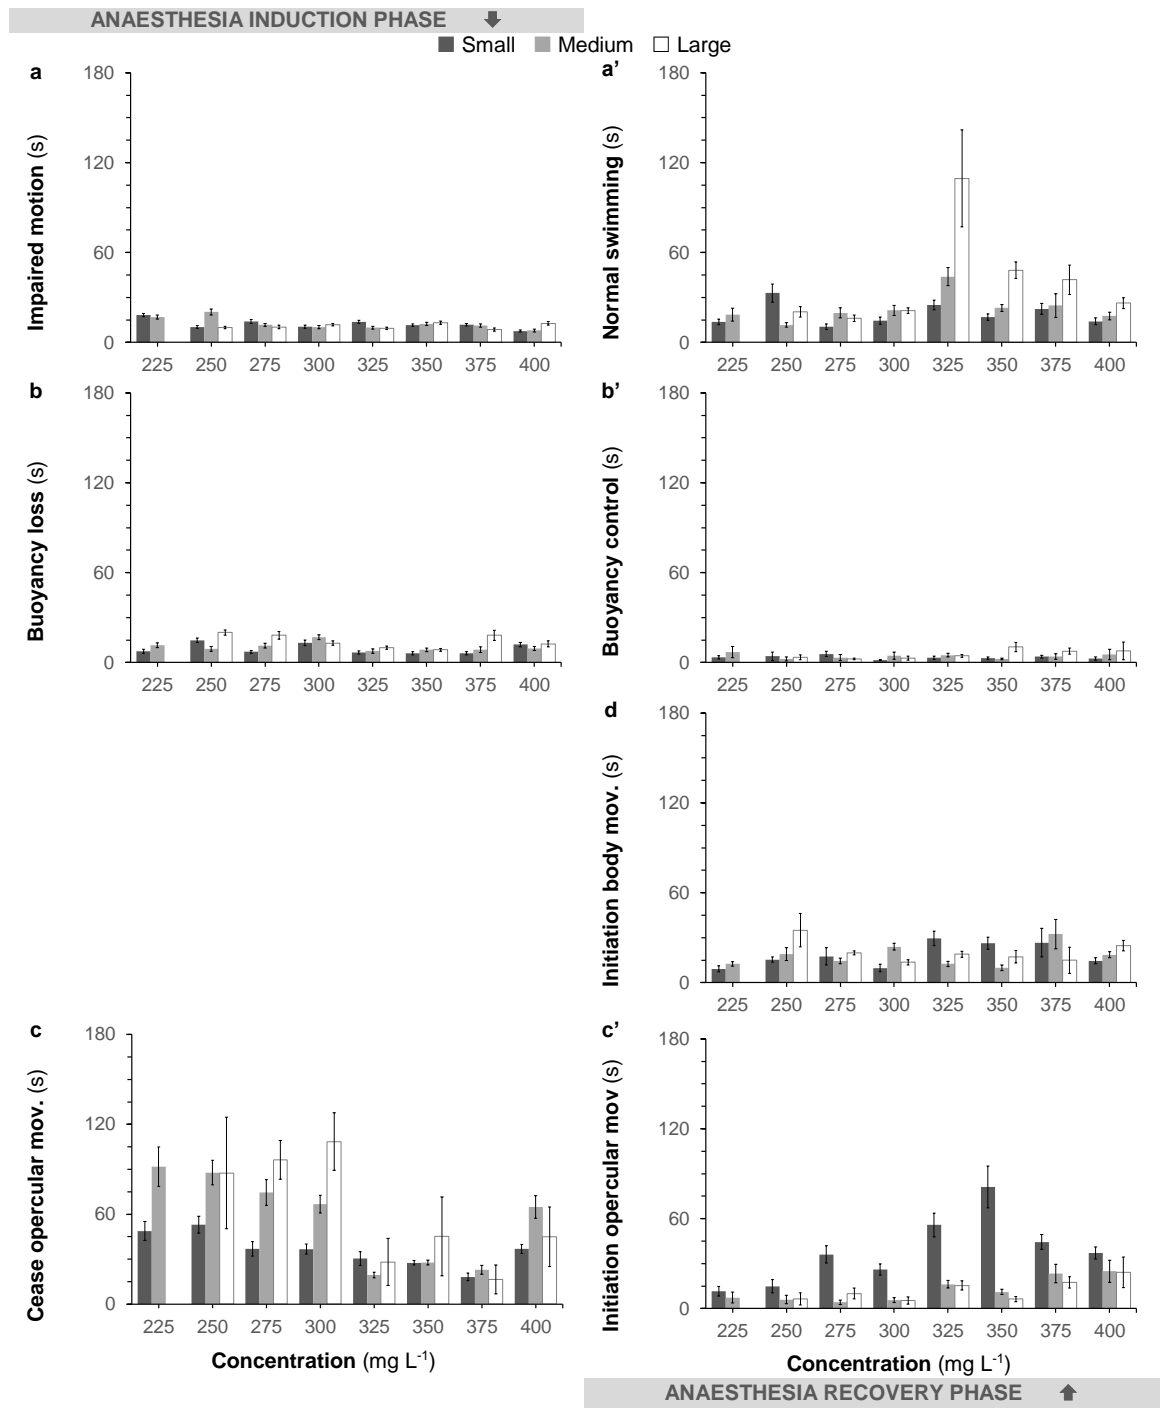 ANAESTHESIA INDUCTION PHASE
Small Medium Large
a
180
120
60
0
Impaired motion (s)
225 250 275 300 325 350 375 400
a’
180
120
60
0
Normal swimming (s)
225 250 275 300 325 350 375 400
b
180
120
60
0
Buoyancy loss (s)
225 250 275 300 325 350 375 400
b’
180
120
60
0
Buoyancy control (s)
225 250 275 300 325 350 375 400
d
180
120
60
0
Initiation body mov. (s)
225 250 275 300 325 350 375 400
c
180
120
60
0
Cease opercular mov. (s)
225 250 275 300 325 350 375 400
Concentration (mg L-1)
c’
180
120
60
0
Initiation opercular mov (s)
225 250 275 300 325 350 375 400
Concentration (mg L-1)
ANAESTHESIA RECOVERY PHASE